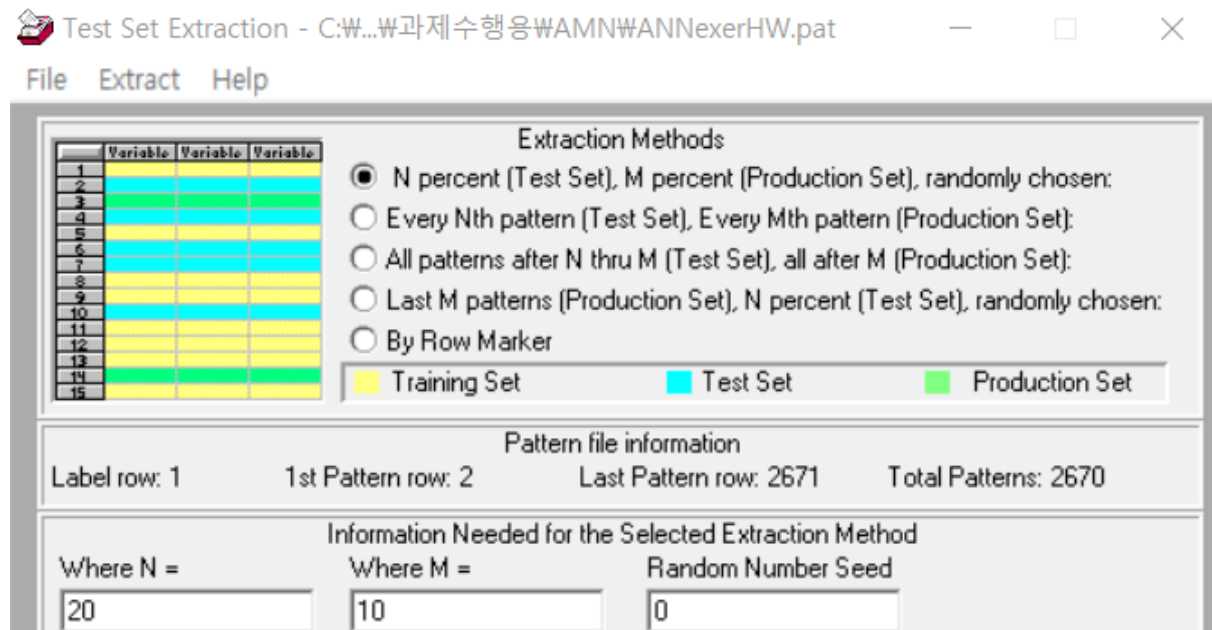 Test Set Extraction - C:₩...₩과제수행용₩AMN₩ANNexerHW.pat
File Extract Help
Extraction Methods
Variable Variable Variable
1
2
3
4
5
6
7
8
9
10
11
12
13
14
15
N percent (Test Set), M percent (Production Set), randomly chosen:
Every Nth pattern (Test Set), Every Mth pattern (Production Set):
All patterns after N thru M (Test Set), all after M (Production Set):
Last M patterns (Production Set), N percent (Test Set), randomly chosen:
By Row Marker
Training Set Test Set Production Set
Pattern file information
Label row: 1 1st Pattern row: 2 Last Pattern row: 2671 Total Patterns: 2670
Information Needed for the Selected Extraction Method
Where N = Where M = Random Number Seed
20 10 0